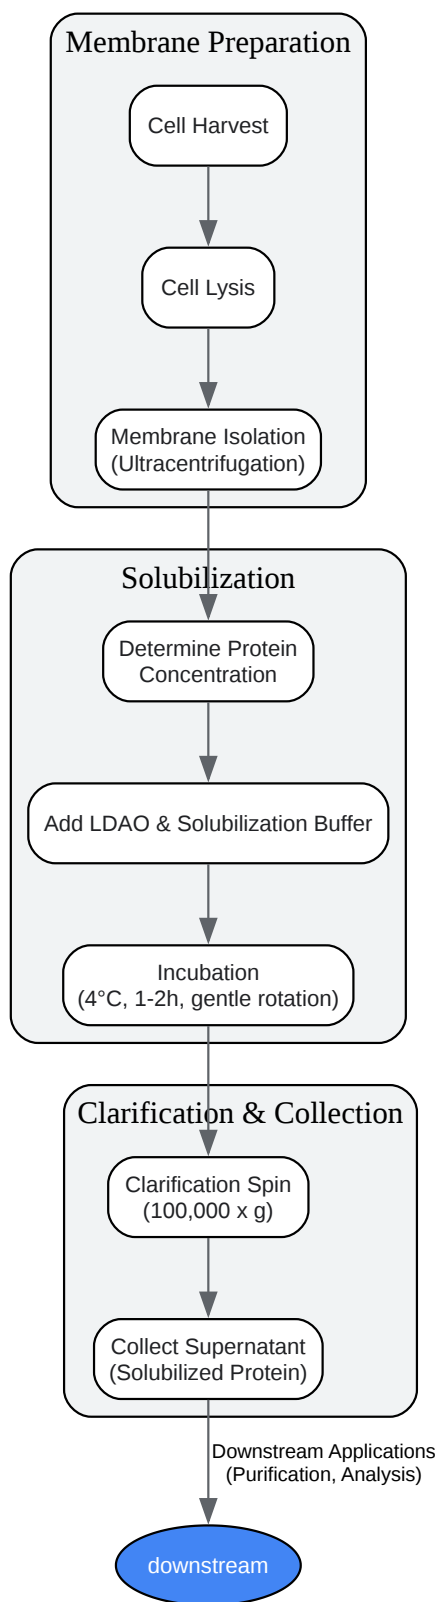 Membrane Preparation
Cell Harvest
Cell Lysis
Membrane Isolation
(Ultracentrifugation)
Solubilization
Determine Protein
Concentration
Add LDAO & Solubilization Buffer
Incubation
(4°C, 1-2h, gentle rotation)
Clarification & Collection
Clarification Spin
(100,000 x g)
Collect Supernatant
(Solubilized Protein)
Downstream Applications
(Purification, Analysis)
downstream